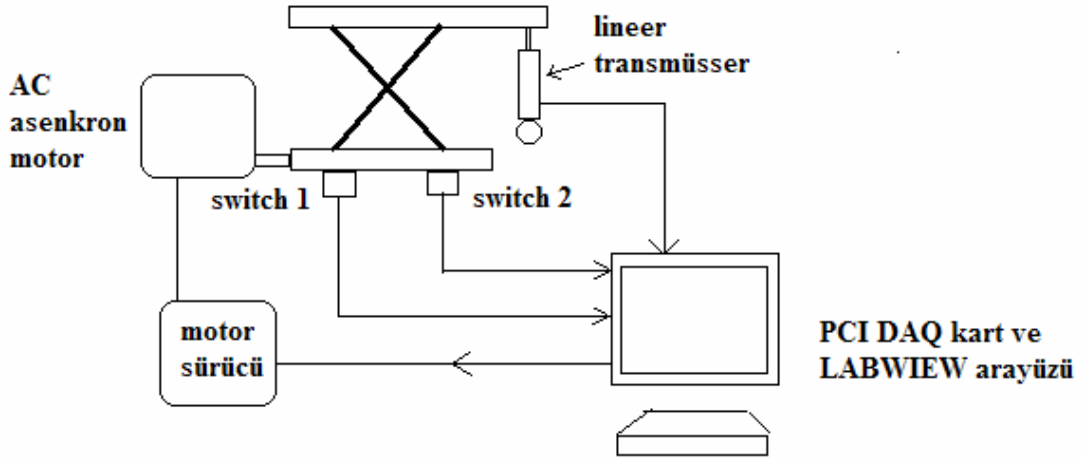 lineer
transmüsser
AC
asenkron
motor
switch 1
switch 2
motor
sürücü
PCI DAQ kart ve
LABWIEW arayüzü